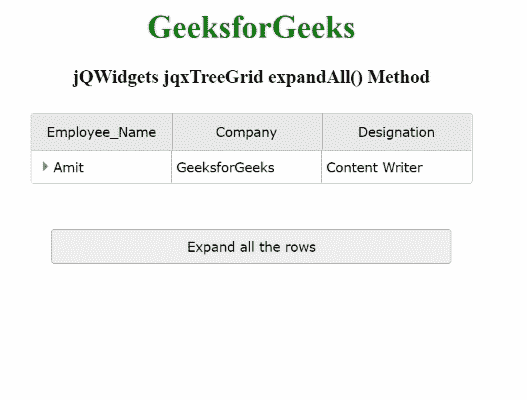 GeeksforGeeks
jQWidgets jqxTreeGrid expandAll() Method
Employee_Name Company Designation
Amit GeeksforGeeks Content Writer
Expand all the rows